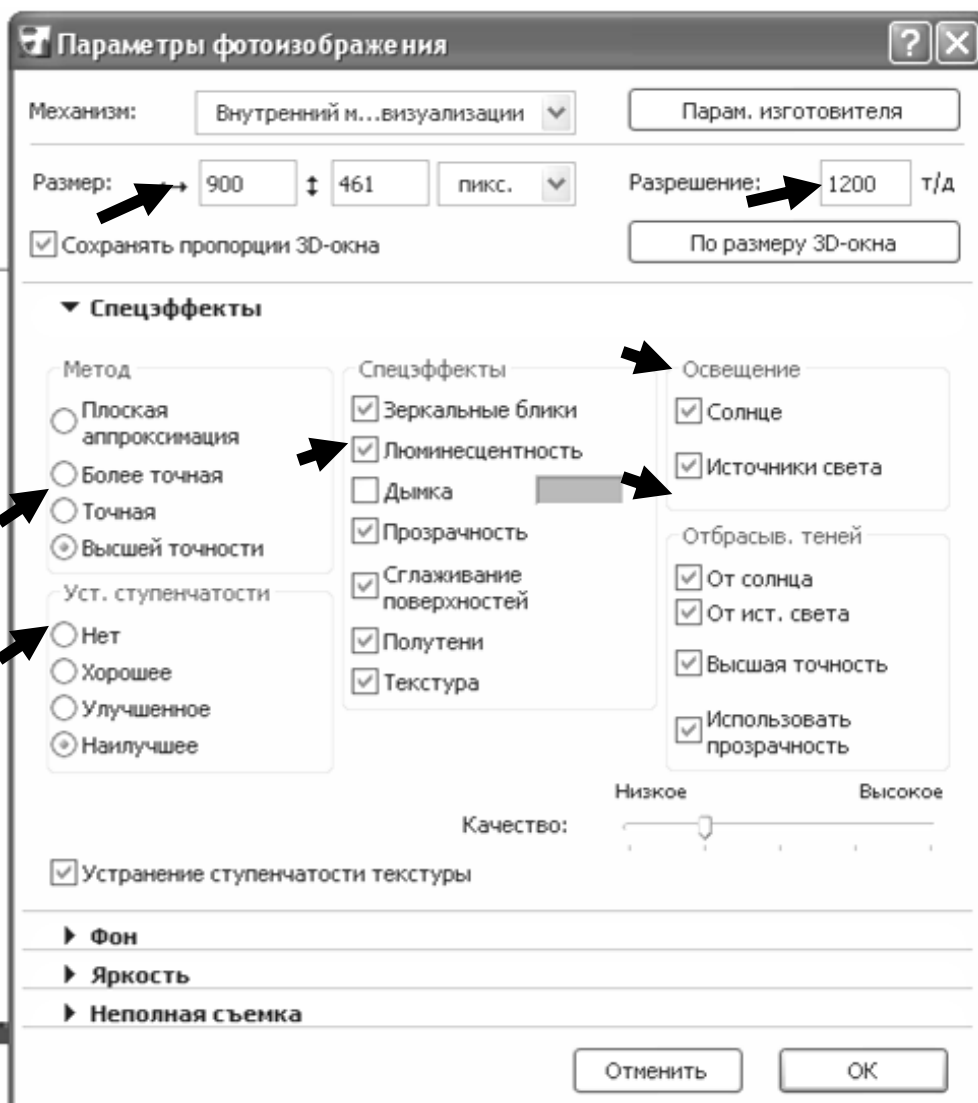 Параметры фотоизображения
Механизм: Внутренний м...визуализации Парам. изготовителя
Размер: 900 461 пикс. Разрешение: 1200 т/д
Сохранять пропорции 3D-окна По размеру 3D-окна
Спецэффекты
Метод
Плоская
аппроксимация
Более точная
Точная
Высшей точности
Уст. ступенчатости
Нет
Хорошее
Улучшенное
Наилучшее
Спецэффекты
Зеркальные блики
Люминесцентность
Дымка
Прозрачность
Сглаживание
поверхностей
Полутени
Текстура
Освещение
Солнце
Источники света
Отбрасыв. теней
От солнца
От ист. света
Высшая точность
Использовать
прозрачность
Низкое Высокое
Качество:
Устранение ступенчатости текстуры
Фон
Яркость
Неполная съемка
Отменить OK